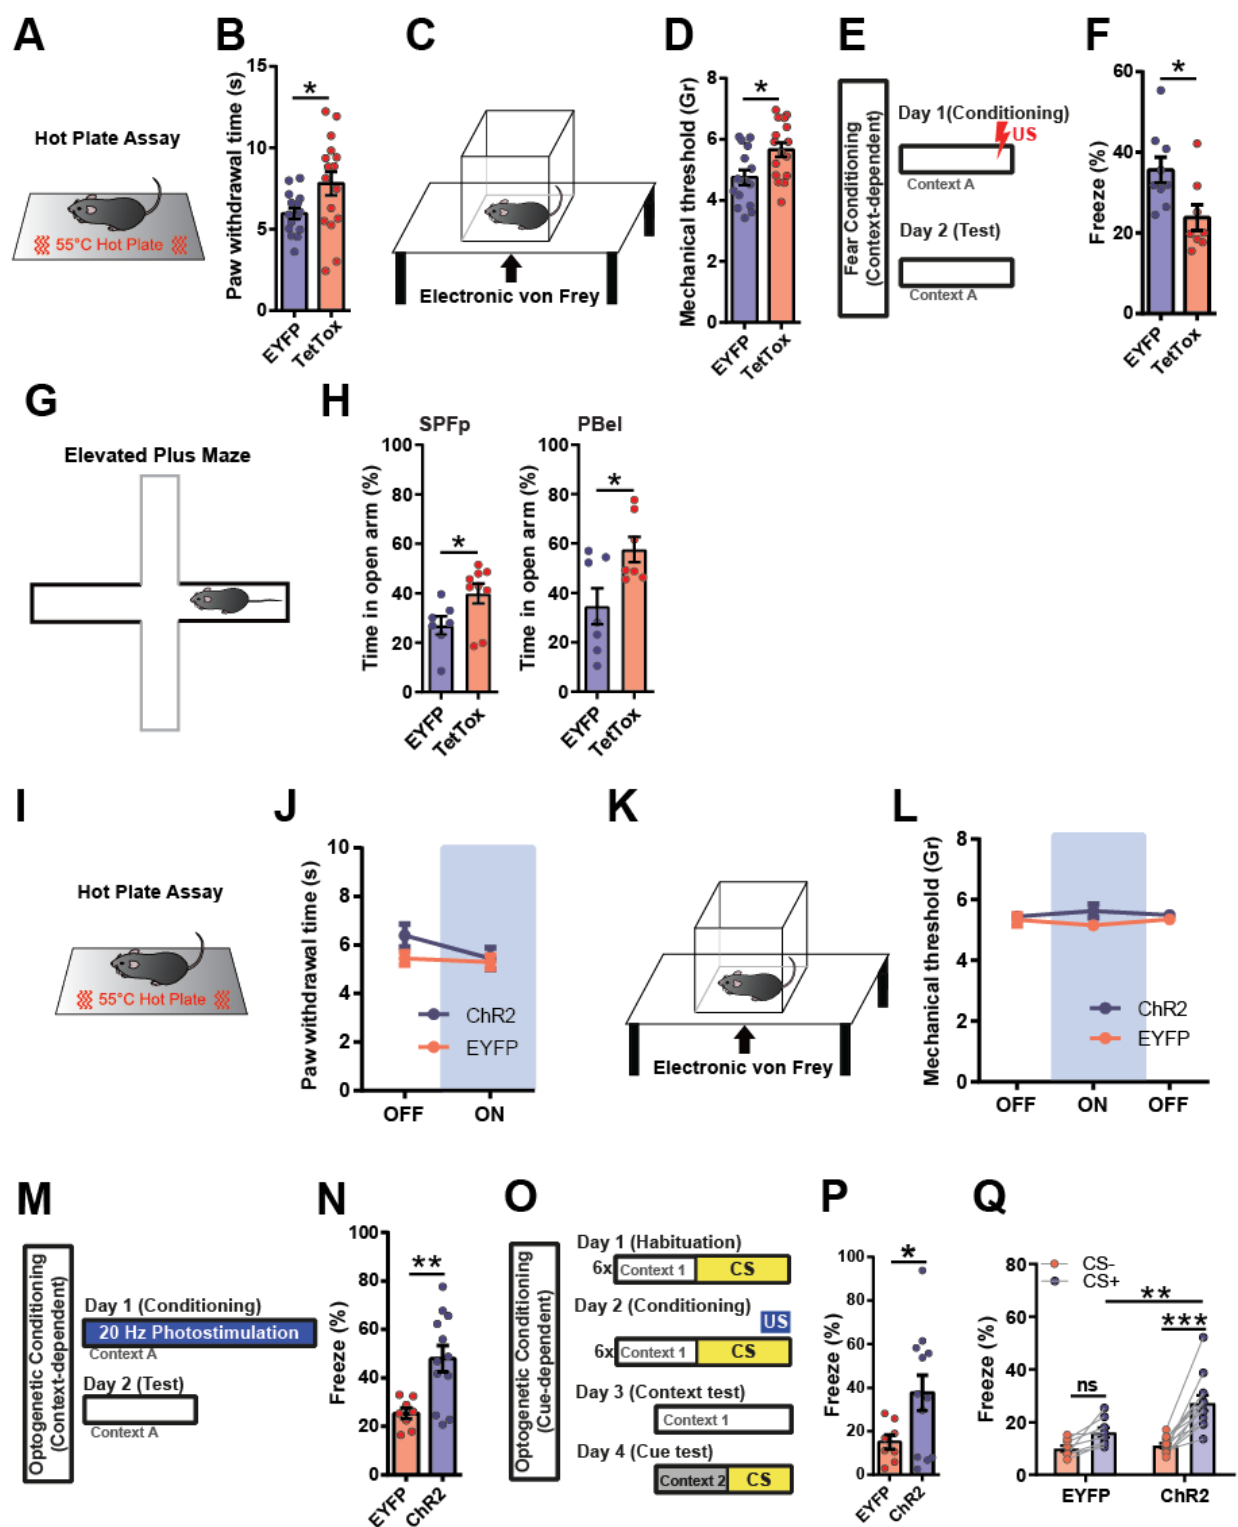 A
Hot Plate Assay
55°C Hot Plate
B
Paw withdrawal time (s)
15
10
5
0
*
EYFP
TetTox
C
Electronic von Frey
D
Mechanical threshold (Gr)
8
6
4
2
0
*
EYFP
TetTox
E
Fear Conditioning
(Context-dependent)
Day 1(Conditioning)
US
Context A
Day 2 (Test)
Context A
F
Freeze (%)
60
40
20
0
*
EYFP
TetTox
G
Elevated Plus Maze
H
SPFp
Time in open arm (%)
100
80
60
40
20
0
*
EYFP
TetTox
PBel
Time in open arm (%)
100
80
60
40
20
0
*
EYFP
TetTox
I
Hot Plate Assay
55°C Hot Plate
J
Paw withdrawal time (s)
10
8
6
4
2
0
ChR2
EYFP
OFF
ON
K
Electronic von Frey
L
Mechanical threshold (Gr)
8
6
4
2
0
ChR2
EYFP
OFF
ON
OFF
M
Optogenetic Conditioning
(Context-dependent)
Day 1 (Conditioning)
20 Hz Photostimulation
Context A
Day 2 (Test)
Context A
N
Freeze (%)
100
80
60
40
20
0
**
EYFP
ChR2
O
Optogenetic Conditioning
(Cue-dependent)
Day 1 (Habituation)
6x Context 1 CS
Day 2 (Conditioning)
US
6x Context 1 CS
Day 3 (Context test)
Context 1
Day 4 (Cue test)
Context 2 CS
P
Freeze (%)
100
80
60
40
20
0
*
EYFP
ChR2
Q
Freeze (%)
80
60
40
20
0
CS-
CS+
**
***
ns
EYFP
ChR2